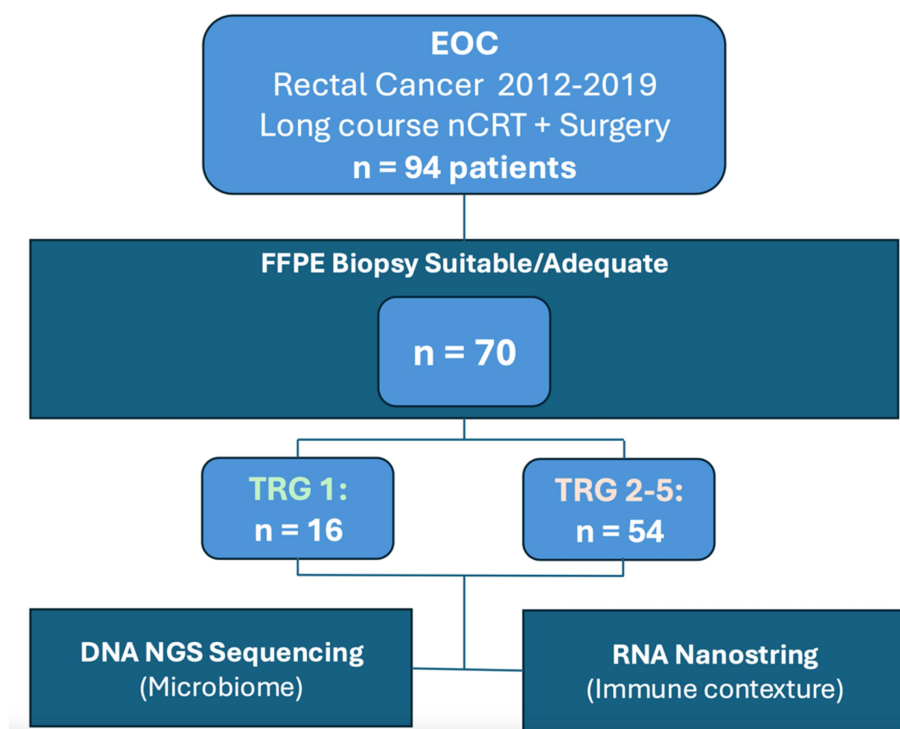 EOC
Rectal Cancer 2012-2019
Long course nCRT + Surgery
n = 94 patients
FFPE Biopsy Suitable/Adequate
n = 70
TRG 1:
n = 16
TRG 2-5:
n = 54
DNA NGS Sequencing
(Microbiome)
RNA Nanostring
(Immune contexture)